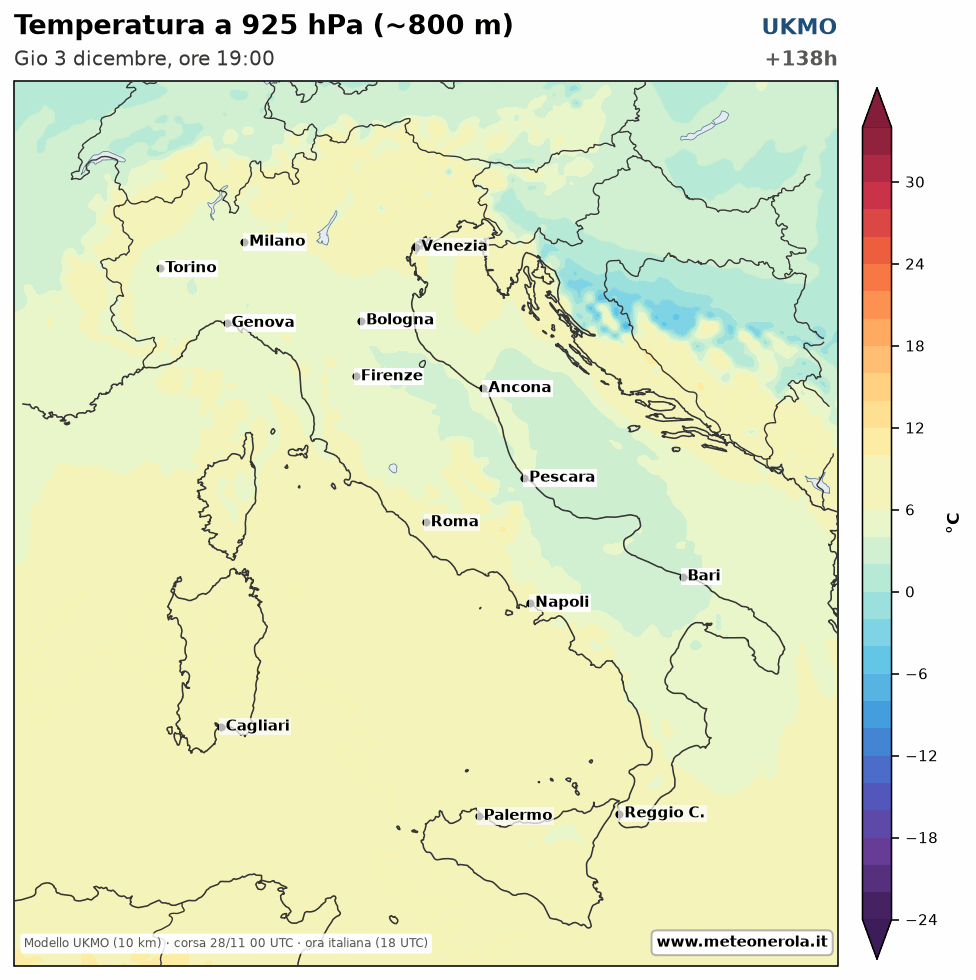 Temperatura a 925 hPa (~800 m)
UKMO
Gio 3 dicembre, ore 19:00
+138h
Milano
Venezia
Torino
Genova
Bologna
Firenze
Ancona
Pescara
Roma
Bari
Napoli
Cagliari
Palermo
Reggio C.
30
24
18
12
6
0
−6
−12
−18
−24
°C
Modello UKMO (10 km) · corsa 28/11 00 UTC · ora italiana (18 UTC)
www.meteonerola.it